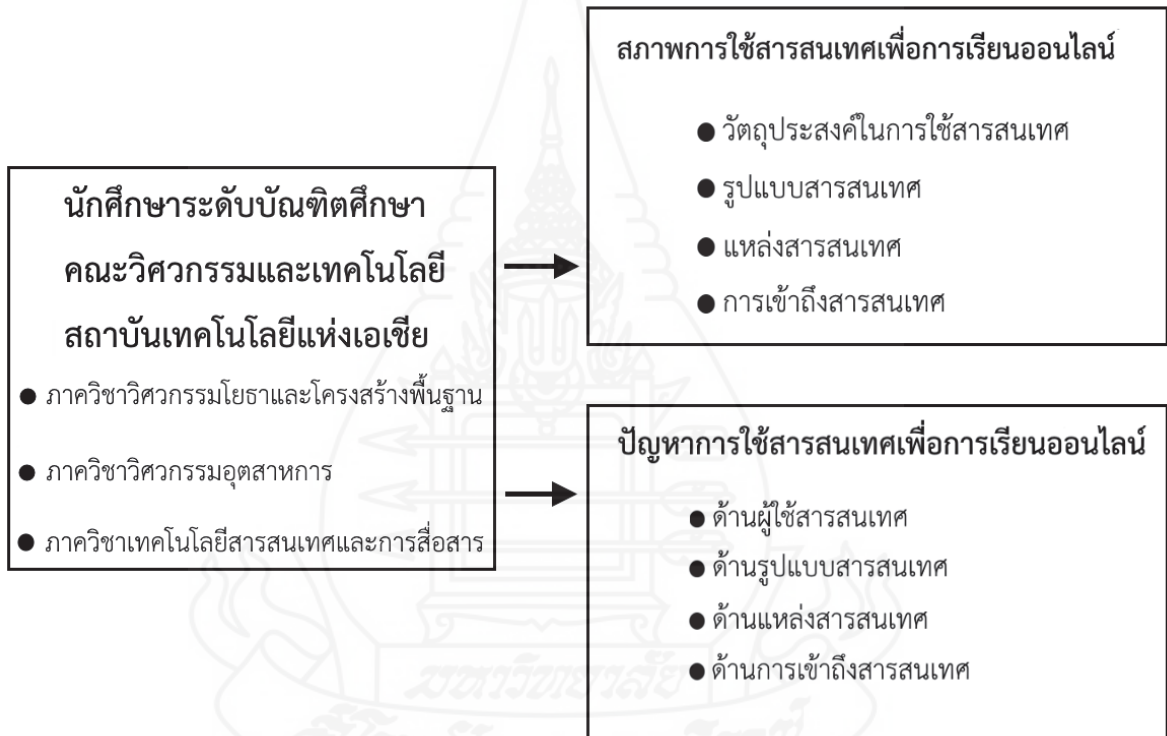 นักศึกษาระดับบัณฑิตศึกษา
คณะวิศวกรรมและเทคโนโลยี
สถาบันเทคโนโลยีแห่งเอเชีย
● ภาควิชาวิศวกรรมโยธาและโครงสร้างพื้นฐาน
● ภาควิชาวิศวกรรมอุตสาหการ
● ภาควิชาเทคโนโลยีสารสนเทศและการสื่อสาร
สภาพการใช้สารสนเทศเพื่อการเรียนออนไลน์
● วัตถุประสงค์ในการใช้สารสนเทศ
● รูปแบบสารสนเทศ
● แหล่งสารสนเทศ
● การเข้าถึงสารสนเทศ
ปัญหาการใช้สารสนเทศเพื่อการเรียนออนไลน์
● ด้านผู้ใช้สารสนเทศ
● ด้านรูปแบบสารสนเทศ
● ด้านแหล่งสารสนเทศ
● ด้านการเข้าถึงสารสนเทศ
มหาวิทยาลัย